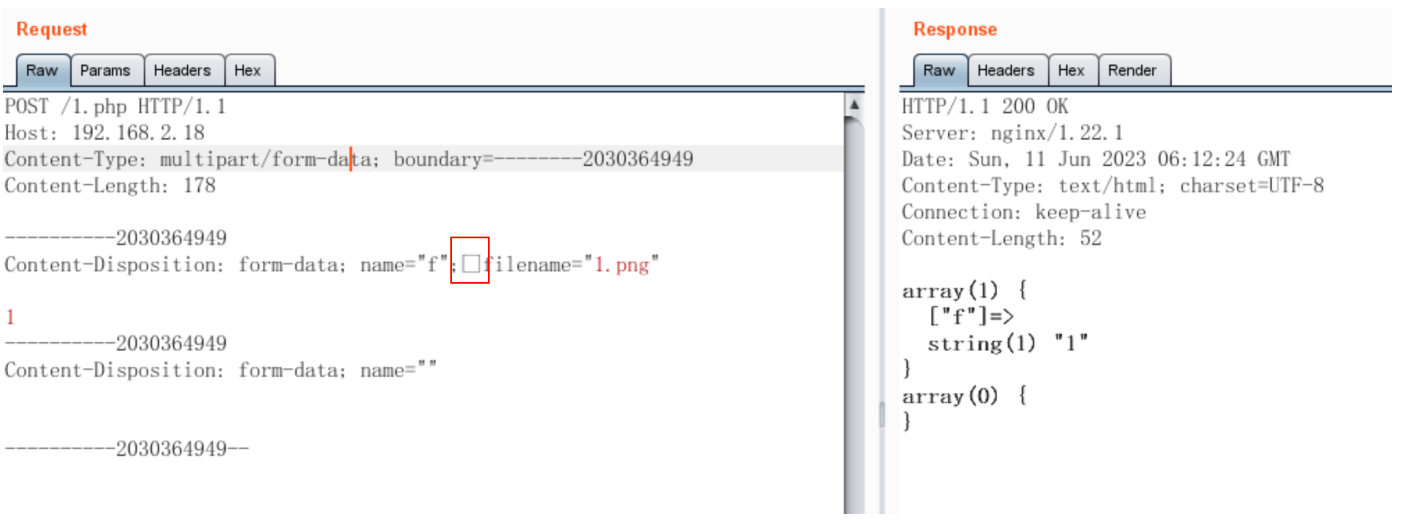 Request
Raw Params Headers Hex
POST /1.php HTTP/1.1
Host: 192.168.2.18
Content-Type: multipart/form-data; boundary=--------2030364949
Content-Length: 178
----------2030364949
Content-Disposition: form-data; name="f";□filename="1.png"
1
----------2030364949
Content-Disposition: form-data; name=""
----------2030364949--
Response
Raw Headers Hex Render
HTTP/1.1 200 OK
Server: nginx/1.22.1
Date: Sun, 11 Jun 2023 06:12:24 GMT
Content-Type: text/html; charset=UTF-8
Connection: keep-alive
Content-Length: 52
array(1) {
["f"]=>
string(1) "1"
}
array(0) {
}